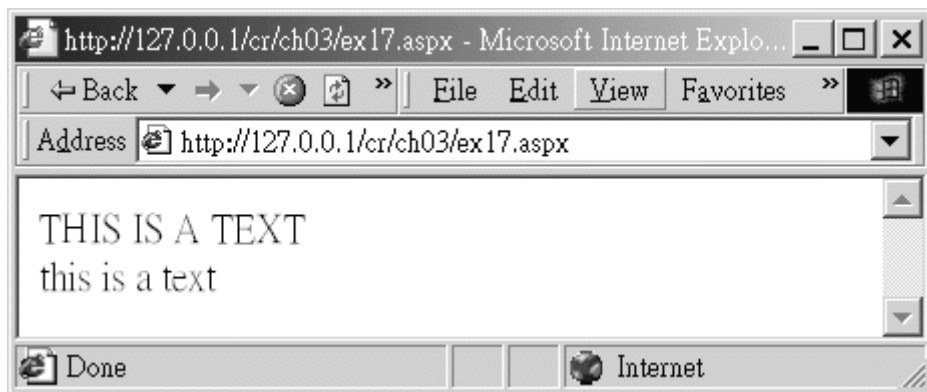 http://127.0.0.1/cr/ch03/ex17.aspx - Microsoft Internet Explo...
Back » File Edit View Favorites »
Address http://127.0.0.1/cr/ch03/ex17.aspx
THIS IS A TEXT
this is a text
Done Internet